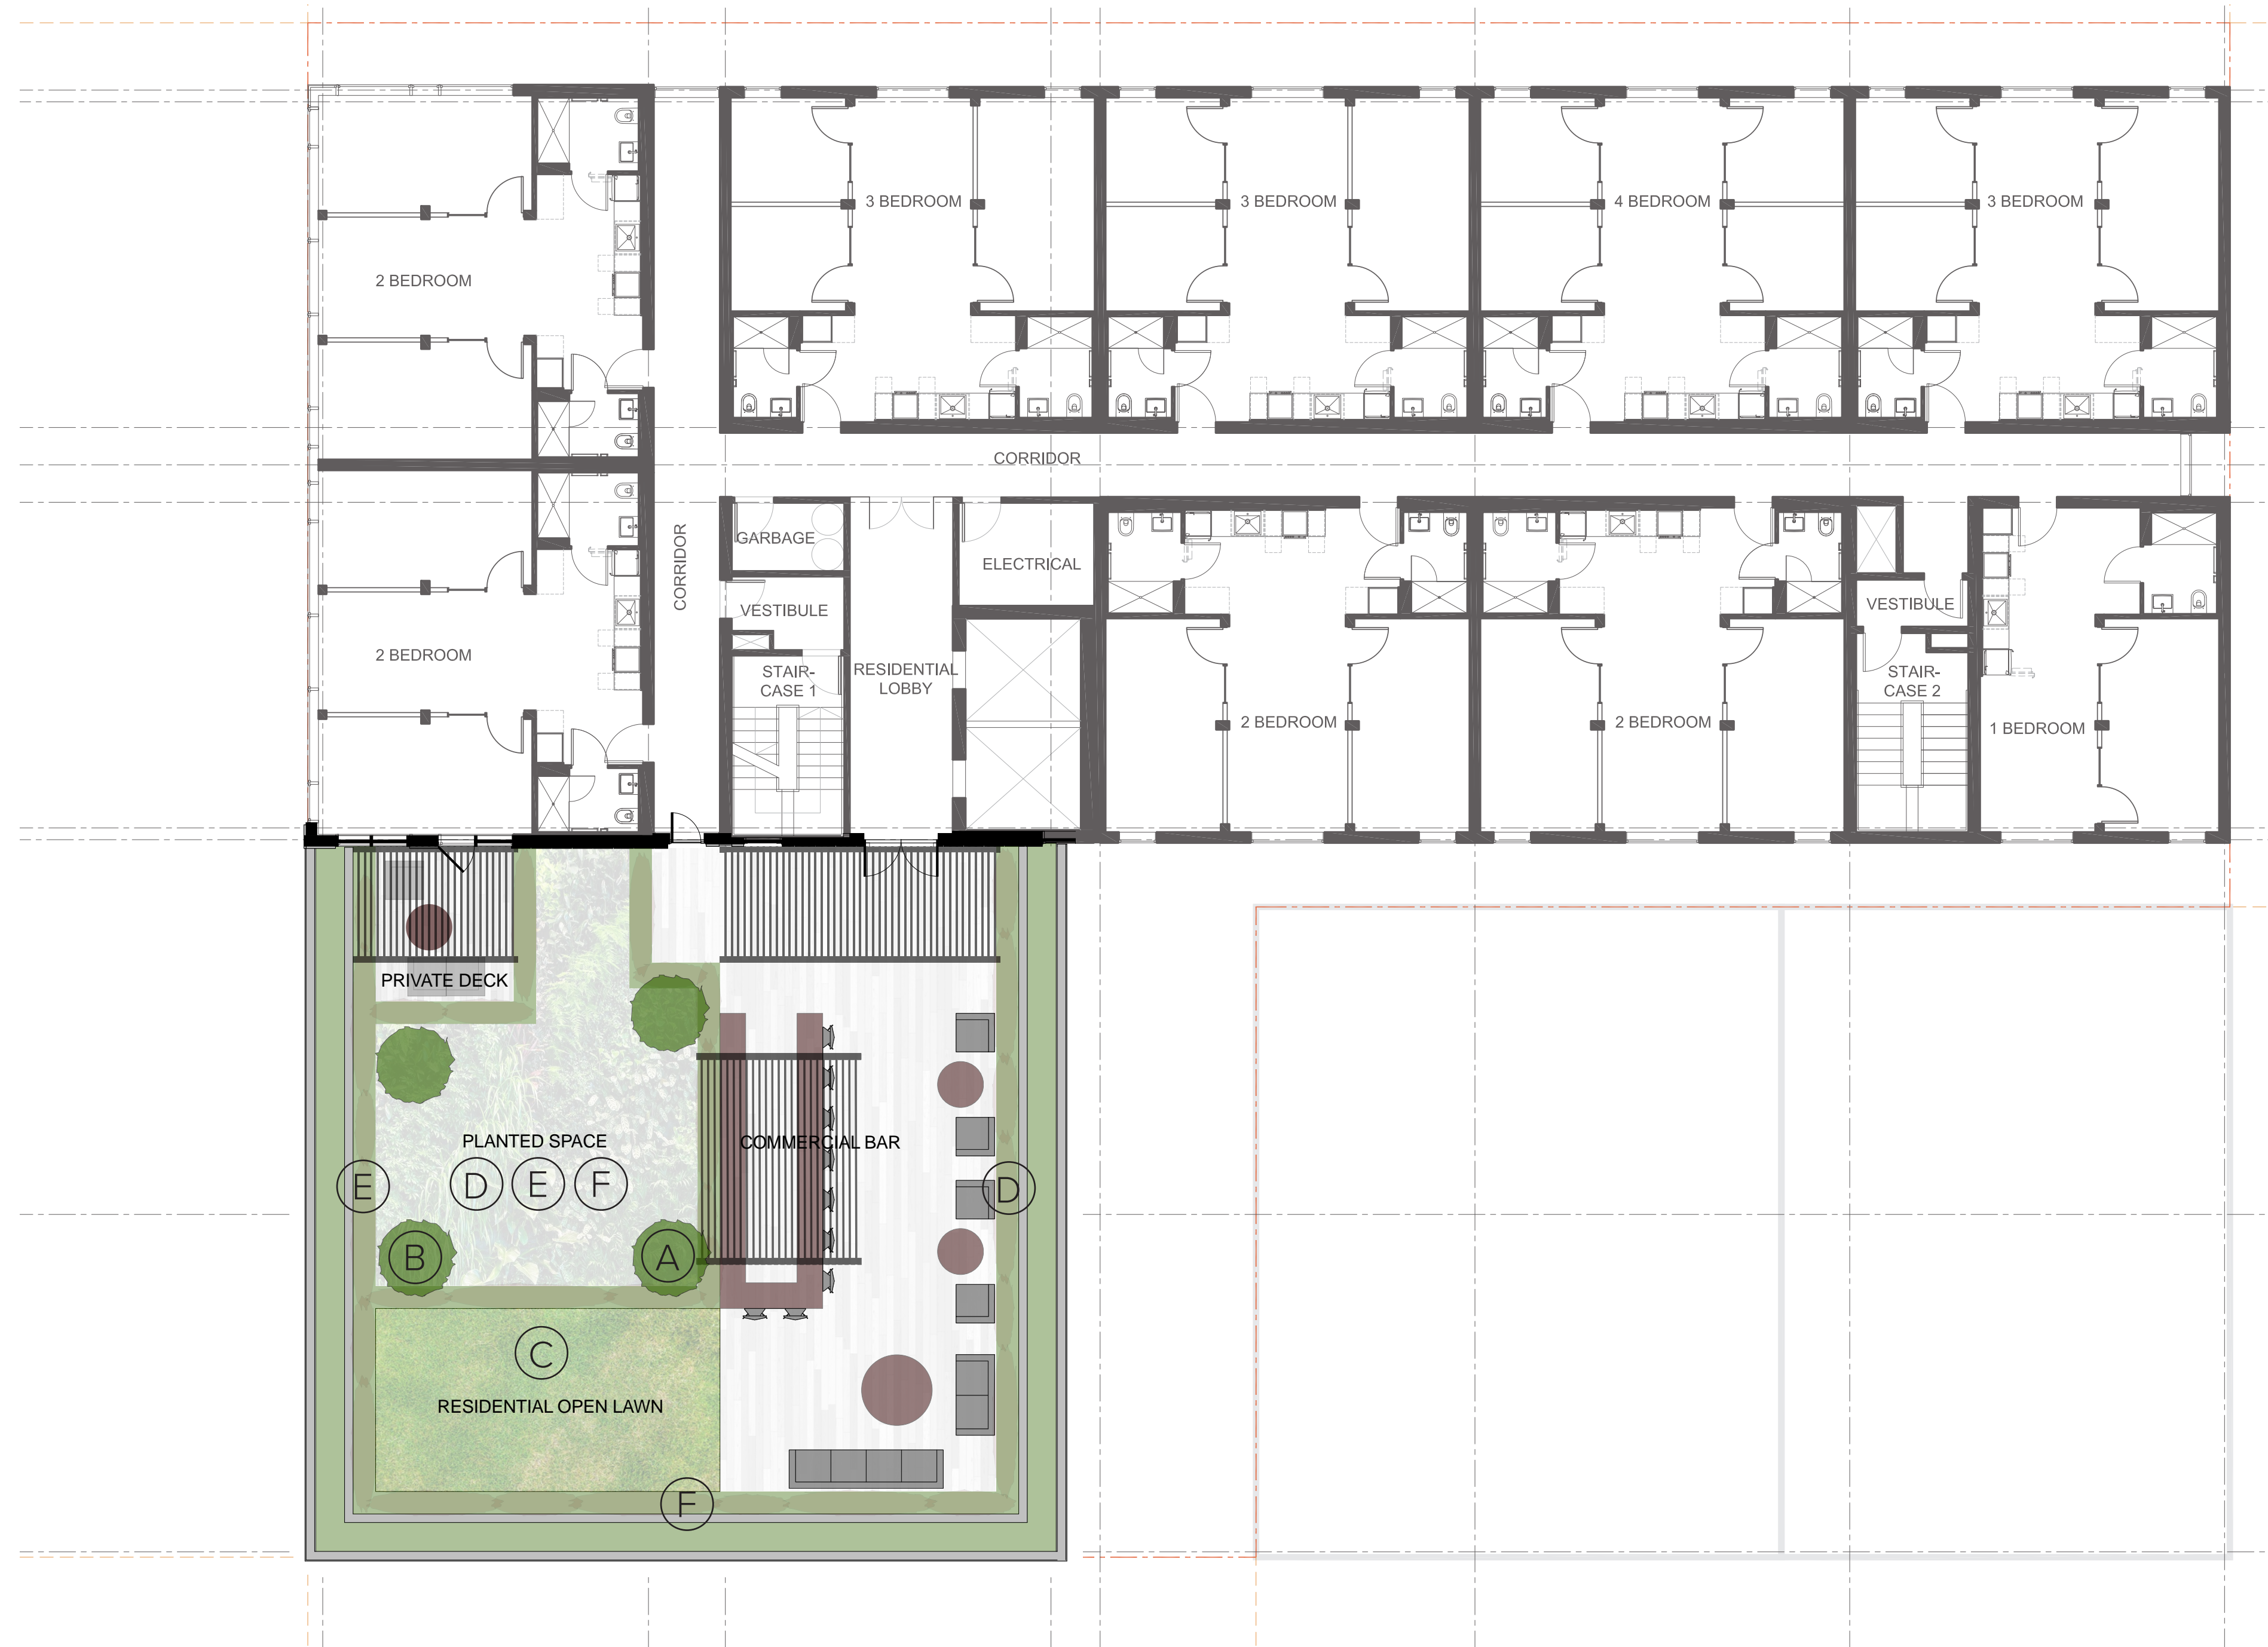 3 BEDROOM
3 BEDROOM
4 BEDROOM
3 BEDROOM
2 BEDROOM
CORRIDOR
CORRIDOR
GARBAGE
ELECTRICAL
VESTIBULE
VESTIBULE
2 BEDROOM
STAIR-
CASE 1
RESIDENTIAL
LOBBY
STAIR-
CASE 2
2 BEDROOM
2 BEDROOM
1 BEDROOM
PRIVATE DECK
PLANTED SPACE
COMMERCIAL BAR
E
D E F
D
B
A
C
RESIDENTIAL OPEN LAWN
F